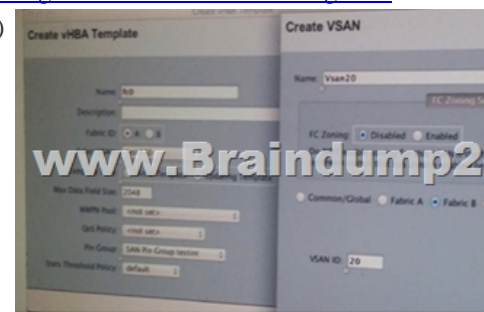 Create vHBA Template
Name: fc0
Description:
Fabric ID: A B
Max Data Field Size: 2048
WWPN Pool: <not set>
QoS Policy: <not set>
Pin Group: SAN Pin Group testint
Stats Threshold Policy: default
Create VSAN
Name: Vsan20
FC Zoning
FC Zoning: Disabled Enabled
Common/Global Fabric A Fabric B
VSAN ID: 20
www.Braindump2